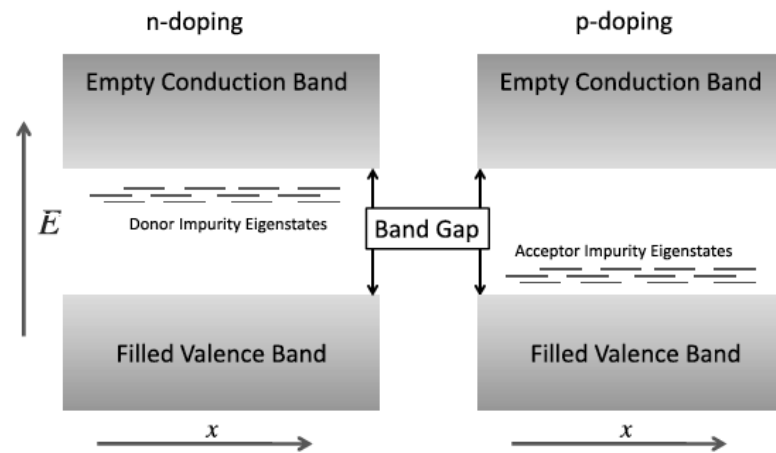 n-doping
p-doping
Empty Conduction Band
Empty Conduction Band
E
Donor Impurity Eigenstates
Band Gap
Acceptor Impurity Eigenstates
Filled Valence Band
Filled Valence Band
x
x